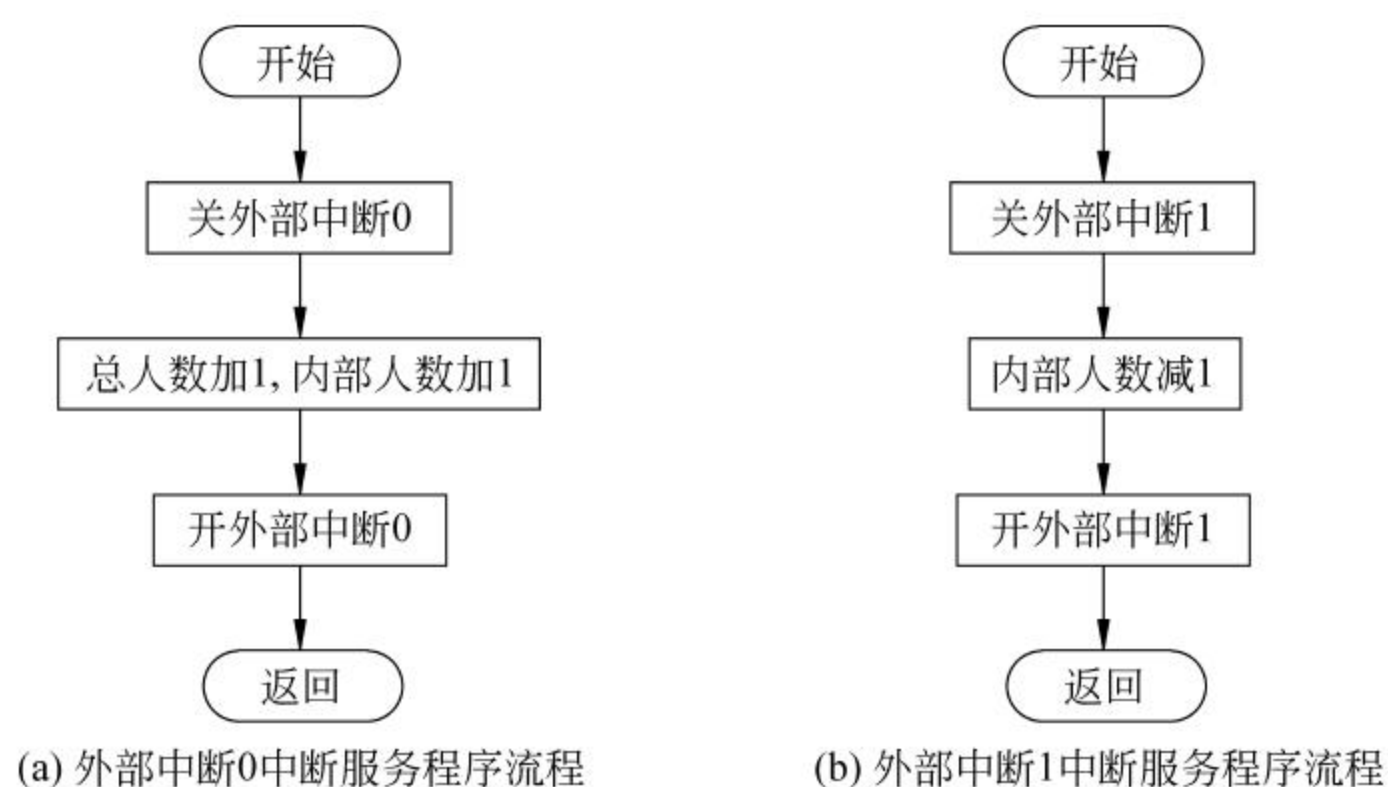 开始
关外部中断0
总人数加1, 内部人数加1
开外部中断0
返回
(a) 外部中断0中断服务程序流程
开始
关外部中断1
内部人数减1
开外部中断1
返回
(b) 外部中断1中断服务程序流程